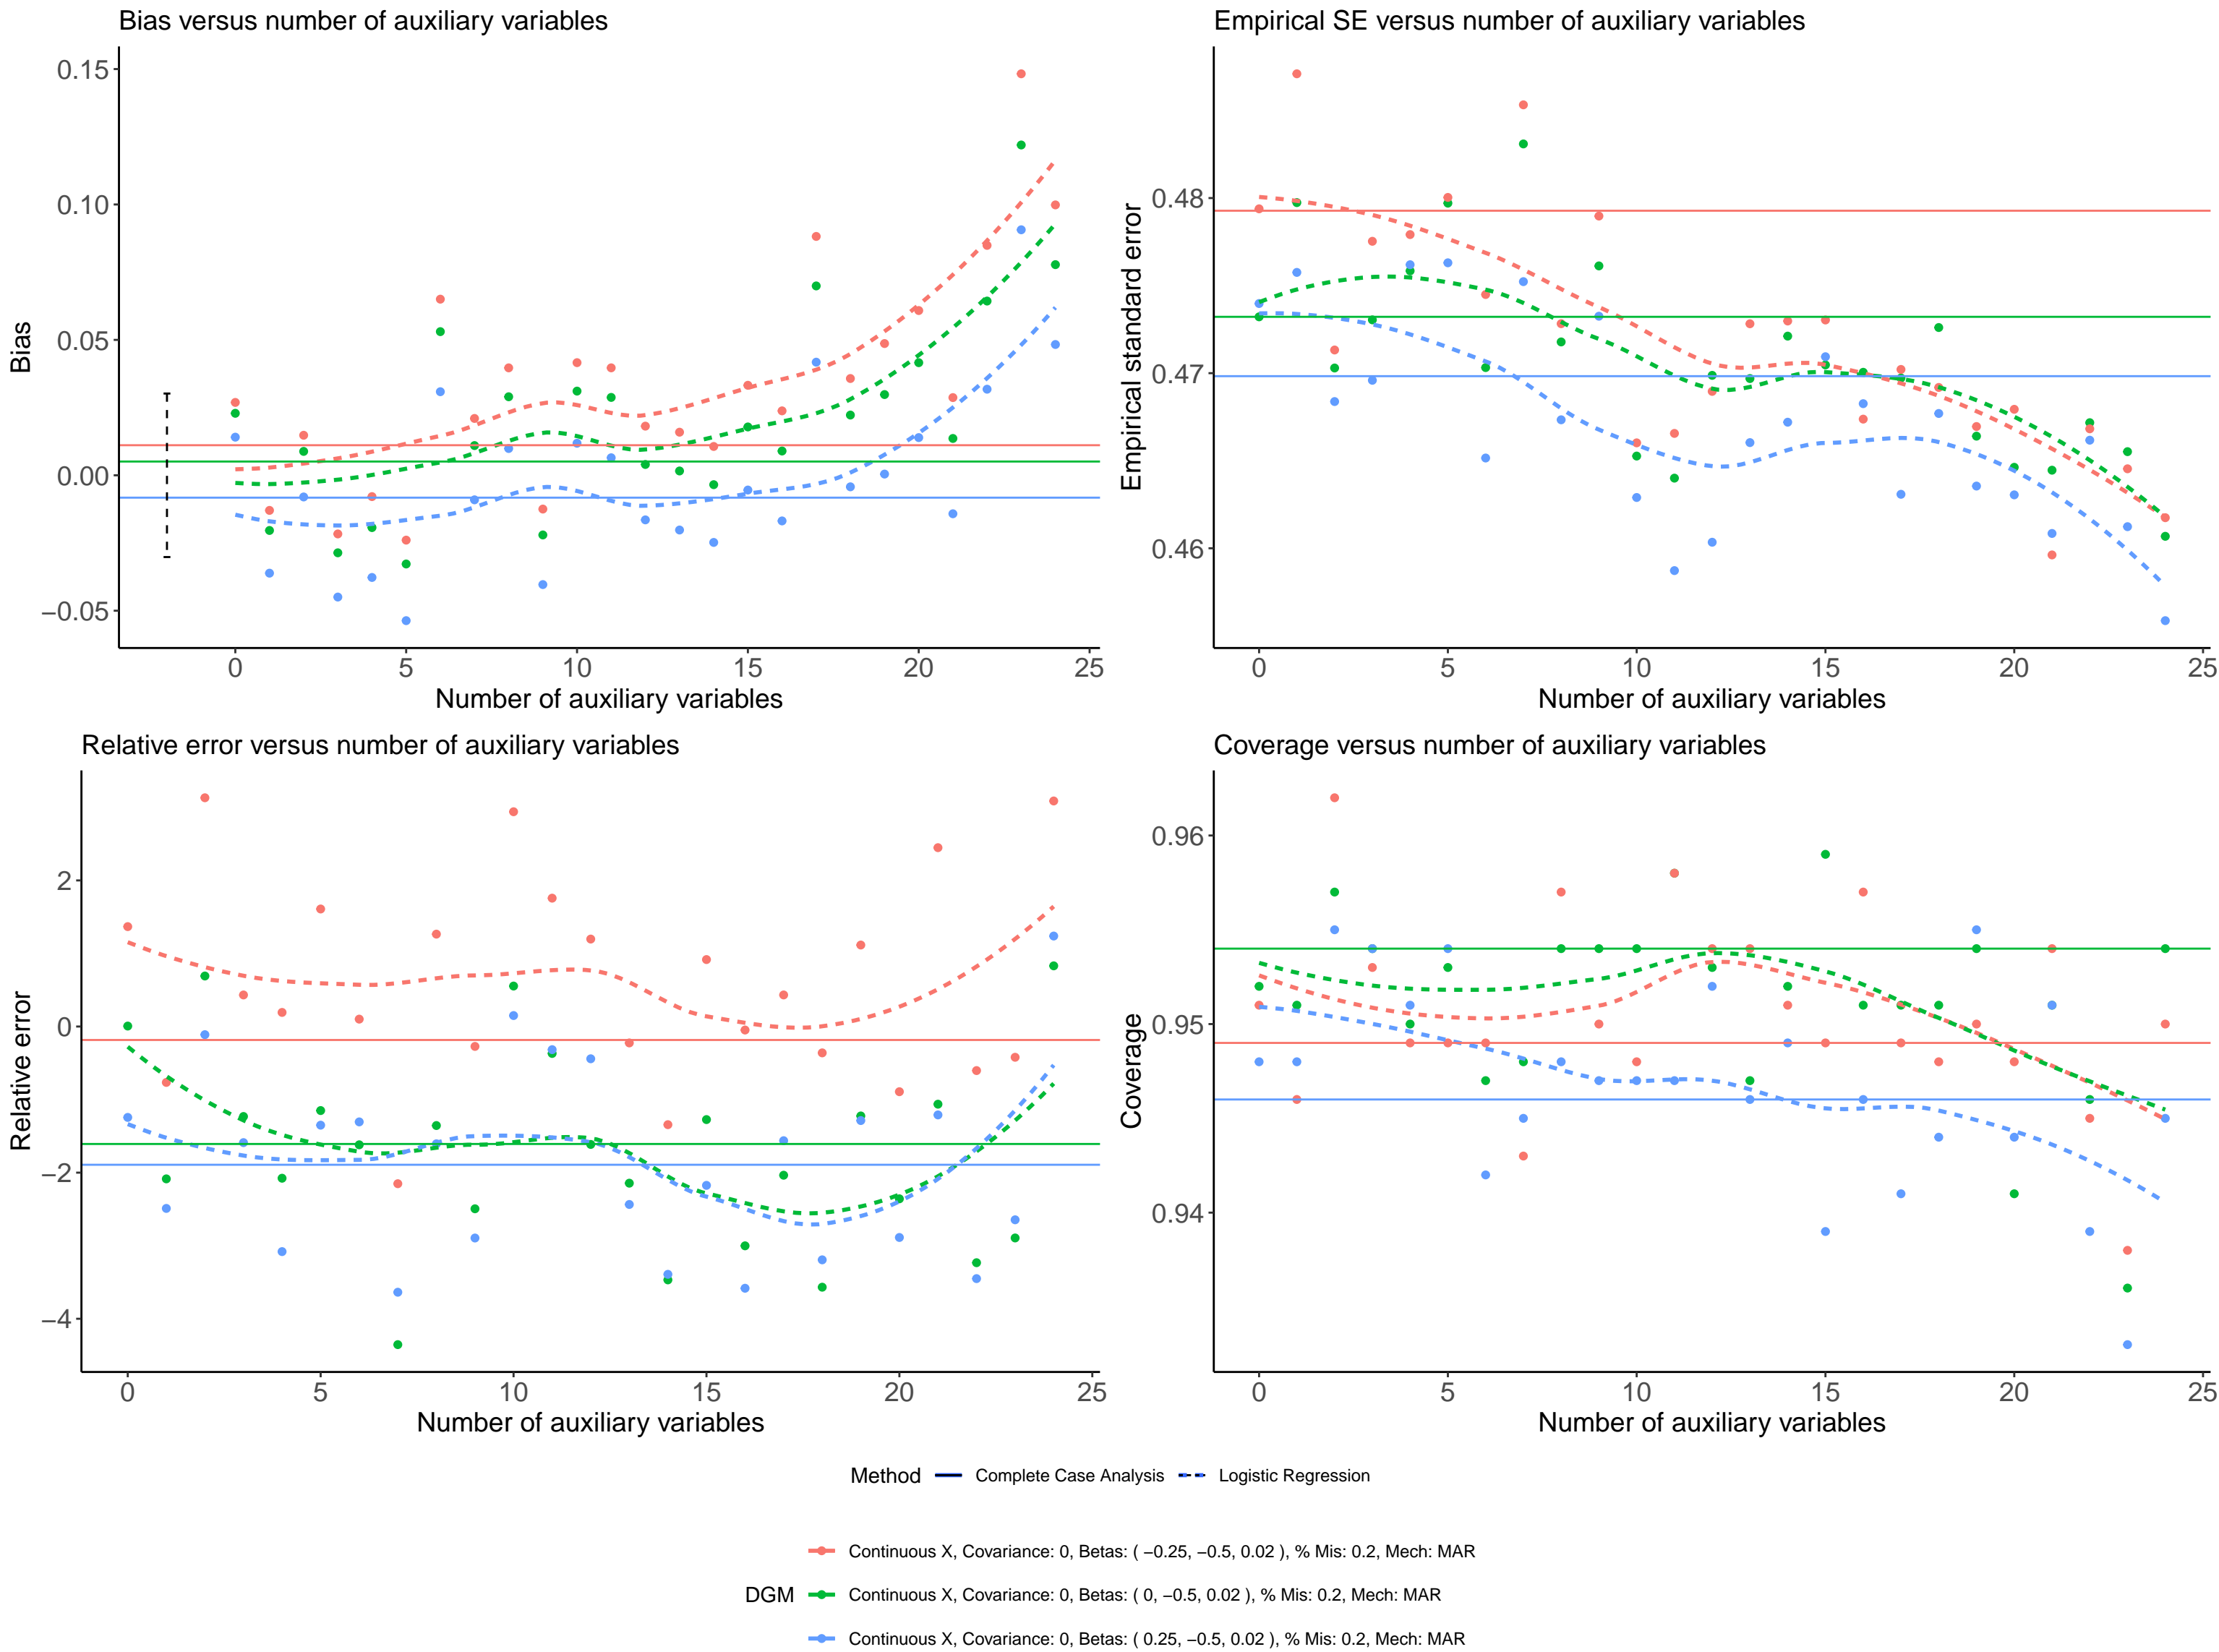 Bias versus number of auxiliary variables
0.15
0.10
0.05
0.00
−0.05
Bias
0 5 10 15 20 25
Number of auxiliary variables
Empirical SE versus number of auxiliary variables
0.48
0.47
0.46
Empirical standard error
0 5 10 15 20 25
Number of auxiliary variables
Relative error versus number of auxiliary variables
2
0
−2
−4
Relative error
0 5 10 15 20 25
Number of auxiliary variables
Coverage versus number of auxiliary variables
0.96
0.95
0.94
Coverage
0 5 10 15 20 25
Number of auxiliary variables
Method Complete Case Analysis Logistic Regression
Continuous X, Covariance: 0, Betas: ( −0.25, −0.5, 0.02 ), % Mis: 0.2, Mech: MAR
DGM Continuous X, Covariance: 0, Betas: ( 0, −0.5, 0.02 ), % Mis: 0.2, Mech: MAR
Continuous X, Covariance: 0, Betas: ( 0.25, −0.5, 0.02 ), % Mis: 0.2, Mech: MAR